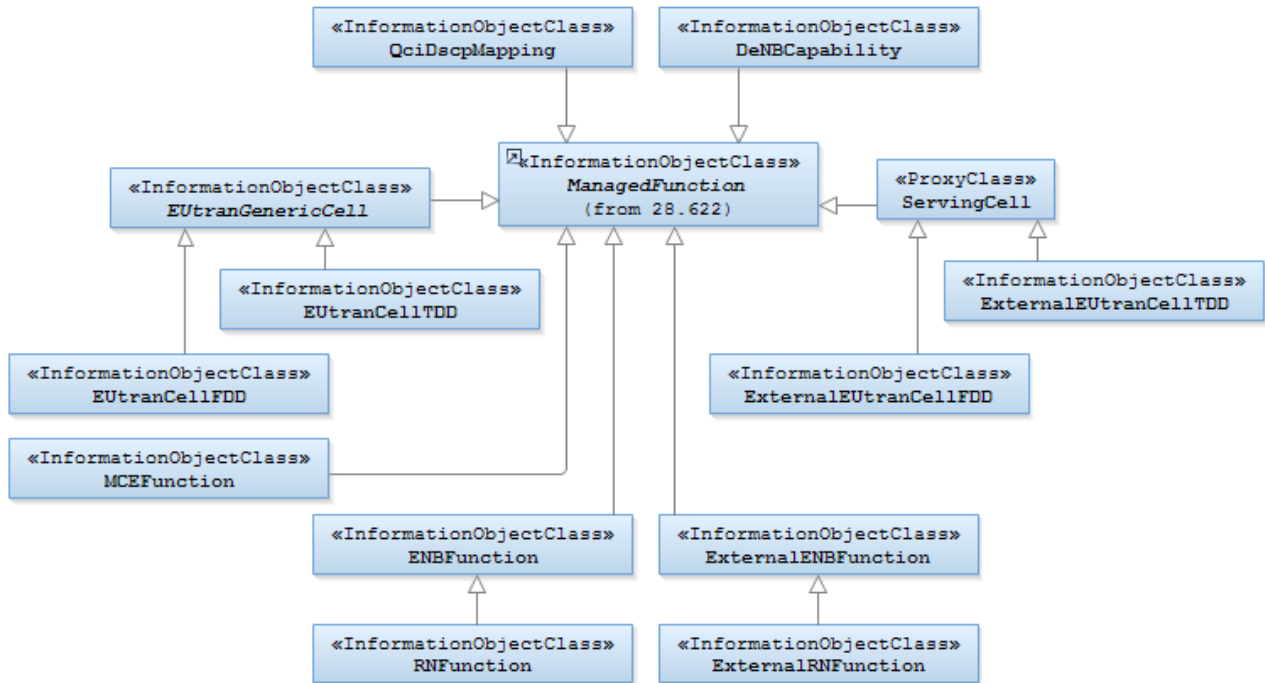 «InformationObjectClass»
QciDscpMapping
«InformationObjectClass»
DeNBCapability
«InformationObjectClass»
ManagedFunction
(from 28.622)
«InformationObjectClass»
EUtranGenericCell
«ProxyClass»
ServingCell
«InformationObjectClass»
EUtranCellTDD
«InformationObjectClass»
ExternalEUtranCellTDD
«InformationObjectClass»
EUtranCellFDD
«InformationObjectClass»
ExternalEUtranCellFDD
«InformationObjectClass»
MCEFunction
«InformationObjectClass»
ENBFunction
«InformationObjectClass»
ExternalENBFunction
«InformationObjectClass»
RNFunction
«InformationObjectClass»
ExternalRNFunction